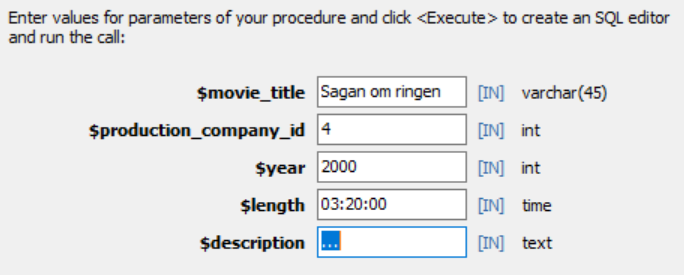 Enter values for parameters of your procedure and click <Execute> to create an SQL editor
and run the call:
$movie_title Sagan om ringen [IN] varchar(45)
$production_company_id 4 [IN] int
$year 2000 [IN] int
$length 03:20:00 [IN] time
$description ... [IN] text